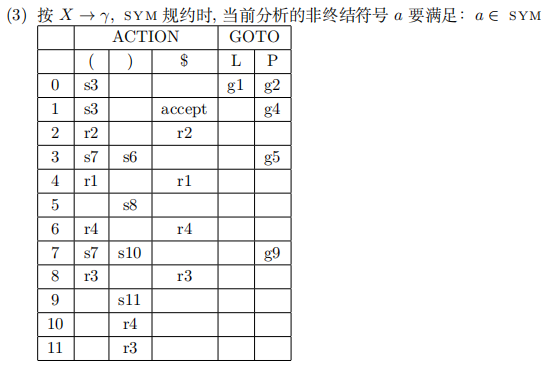 (3) 按 X → γ, SYM 规约时, 当前分析的非终结符号 a 要满足: a ∈ SYM
ACTION GOTO
( ) $ L P
0 s3 g1 g2
1 s3 accept g4
2 r2 r2
3 s7 s6 g5
4 r1 r1
5 s8
6 r4 r4
7 s7 s10 g9
8 r3 r3
9 s11
10 r4
11 r3